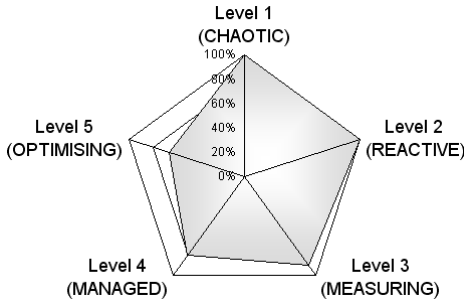 Level 1
(CHAOTIC)
100%
80%
60%
40%
20%
0%
Level 2
(REACTIVE)
Level 3
(MEASURING)
Level 4
(MANAGED)
Level 5
(OPTIMISING)